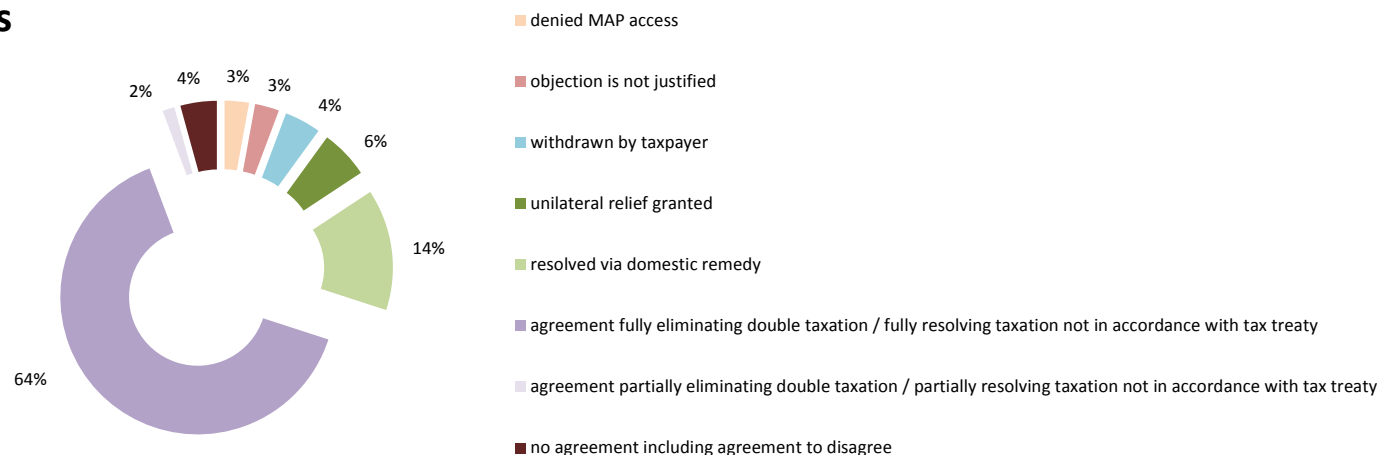 s
denied MAP access
objection is not justified
withdrawn by taxpayer
unilateral relief granted
resolved via domestic remedy
agreement fully eliminating double taxation / fully resolving taxation not in accordance with tax treaty
agreement partially eliminating double taxation / partially resolving taxation not in accordance with tax treaty
no agreement including agreement to disagree
2%
4%
3%
3%
4%
6%
14%
64%